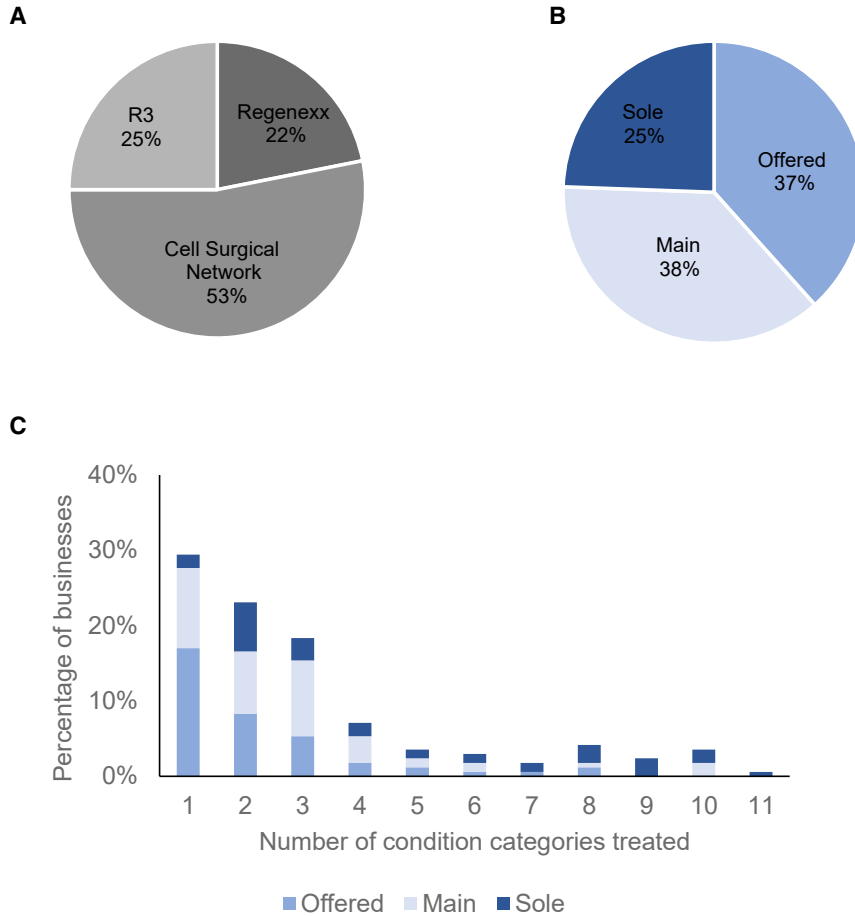 A
B
R3
25%
Regenexx
22%
Cell Surgical
Network
53%
Sole
25%
Offered
37%
Main
38%
C
Percentage of businesses
40%
30%
20%
10%
0%
1 2 3 4 5 6 7 8 9 10 11
Number of condition categories treated
Offered Main Sole